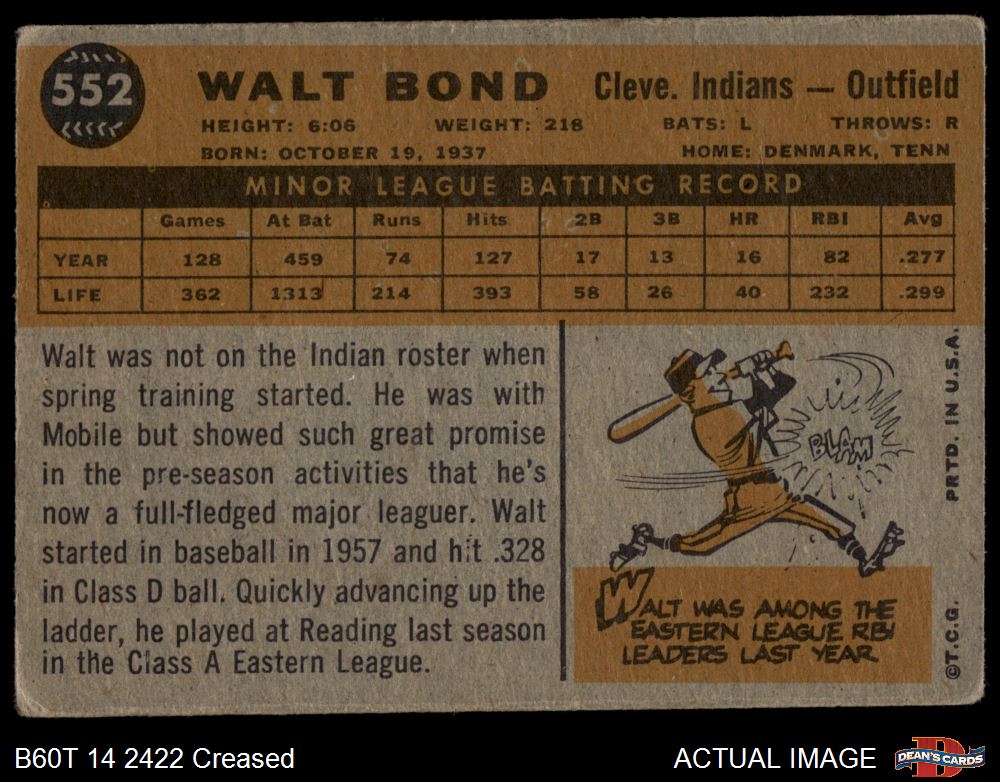 552
WALT BOND Cleve. Indians — Outfield
HEIGHT: 6:06 WEIGHT: 218 BATS: L THROWS: R
BORN: OCTOBER 19, 1937 HOME: DENMARK, TENN
MINOR LEAGUE BATTING RECORD
Games At Bat Runs Hits 2B 3B HR RBI Avg
YEAR 128 459 74 127 17 13 16 82 .277
LIFE 362 1313 214 393 58 26 40 232 .299
Walt was not on the Indian roster when
spring training started. He was with
Mobile but showed such great promise
in the pre-season activities that he's
now a full-fledged major leaguer. Walt
started in baseball in 1957 and hit .328
in Class D ball. Quickly advancing up the
ladder, he played at Reading last season
in the Class A Eastern League.
BLAM
WALT WAS AMONG THE
EASTERN LEAGUE RBI
LEADERS LAST YEAR
©T.C.G. PRTD. IN U.S.A.
B60T 14 2422 Creased
ACTUAL IMAGE
D
DEAN'S CARDS